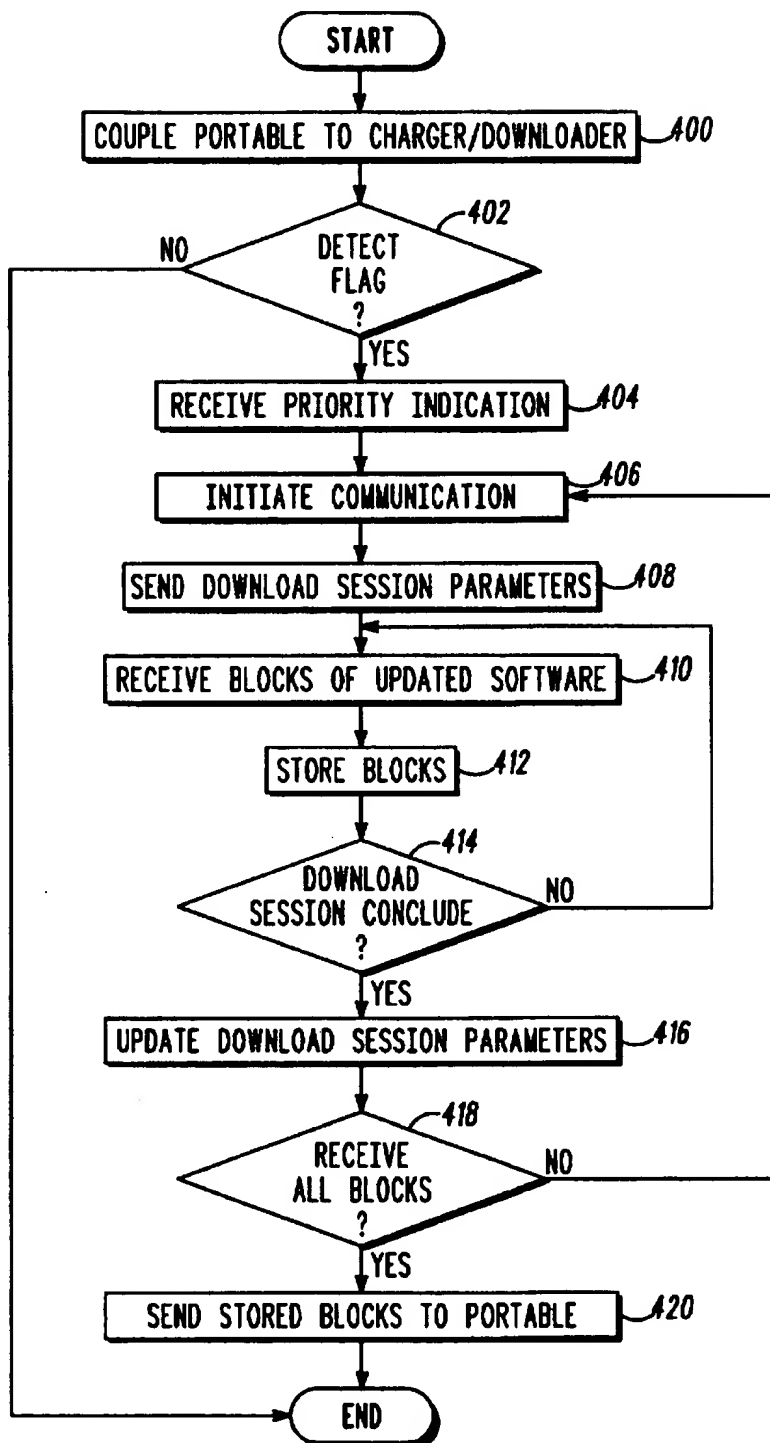 START
COUPLE PORTABLE TO CHARGER/DOWNLOADER
400
402
NO
DETECT
FLAG
?
YES
RECEIVE PRIORITY INDICATION
404
INITIATE COMMUNICATION
406
SEND DOWNLOAD SESSION PARAMETERS
408
RECEIVE BLOCKS OF UPDATED SOFTWARE
410
STORE BLOCKS
412
414
DOWNLOAD
SESSION CONCLUDE
?
NO
YES
UPDATE DOWNLOAD SESSION PARAMETERS
416
418
RECEIVE
ALL BLOCKS
?
NO
YES
SEND STORED BLOCKS TO PORTABLE
420
END